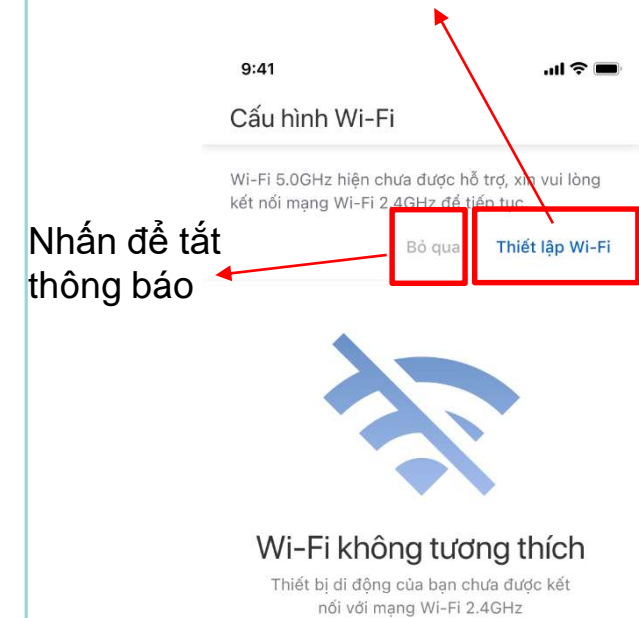 9:41
Cấu hình Wi-Fi
Wi-Fi 5.0GHz hiện chưa được hỗ trợ, xin vui lòng
kết nối mạng Wi-Fi 2.4GHz để tiếp tục
Nhấn để tắt
thông báo
Bỏ qua
Thiết lập Wi-Fi
Wi-Fi không tương thích
Thiết bị di động của bạn chưa được kết
nối với mạng Wi-Fi 2.4GHz